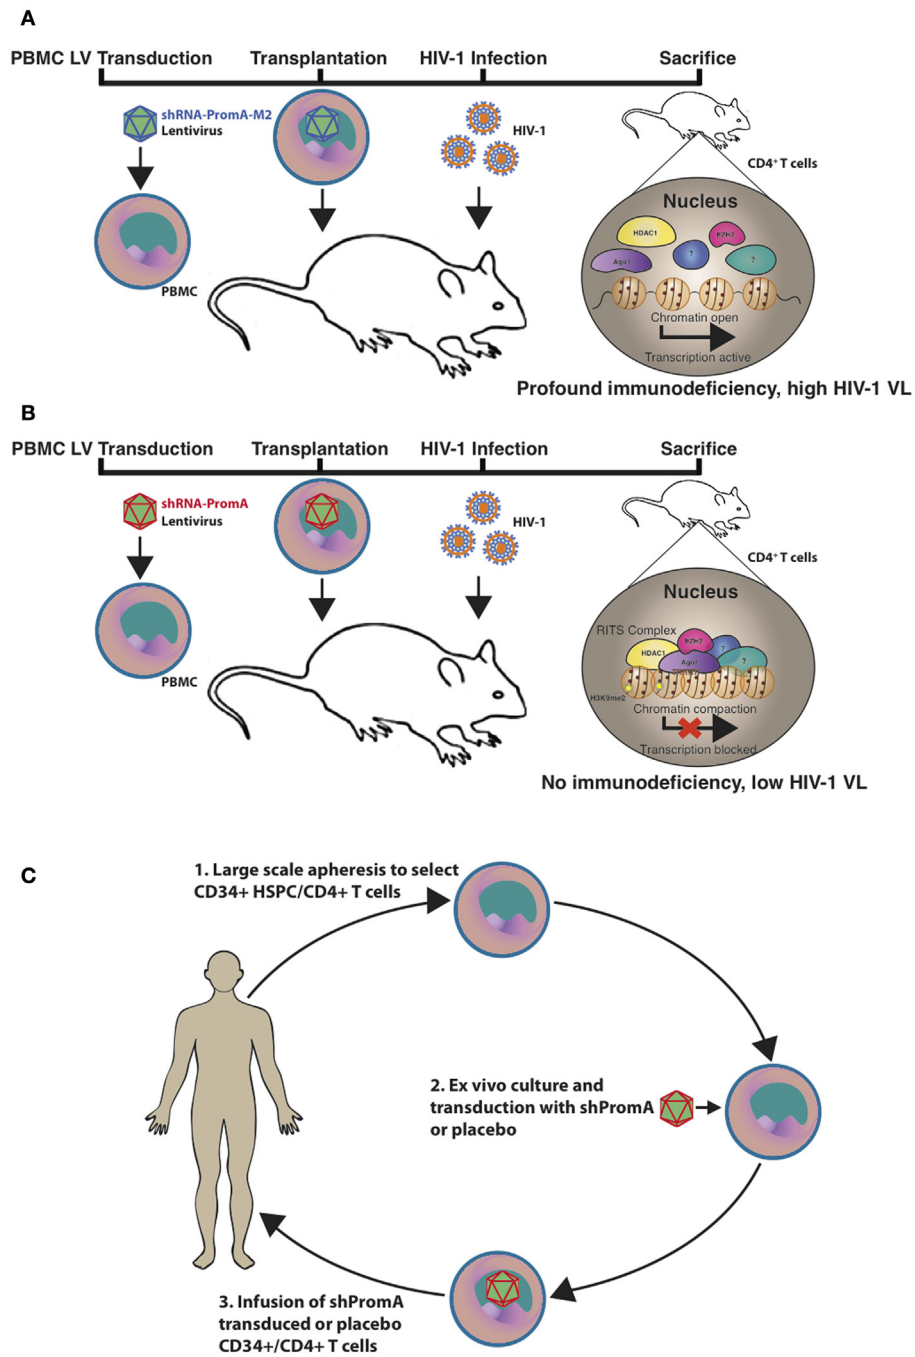 A
PBMC LV Transduction Transplantation HIV-1 Infection Sacrifice
shRNA-PromA-M2
Lentivirus
HIV-1
CD4+ T cells
PBMC
Nucleus
HDAC1
EZH2
Ago1
?
?
Chromatin open
Transcription active
Profound immunodeficiency, high HIV-1 VL
B
PBMC LV Transduction Transplantation HIV-1 Infection Sacrifice
shRNA-PromA
Lentivirus
HIV-1
CD4+ T cells
PBMC
Nucleus
RITS Complex
EZH2
HDAC1
?
Ago1
?
H3K9me2
Chromatin compaction
Transcription blocked
No immunodeficiency, low HIV-1 VL
C
1. Large scale apheresis to select
CD34+ HSPC/CD4+ T cells
2. Ex vivo culture and
transduction with shPromA
or placebo
3. Infusion of shPromA
transduced or placebo
CD34+/CD4+ T cells